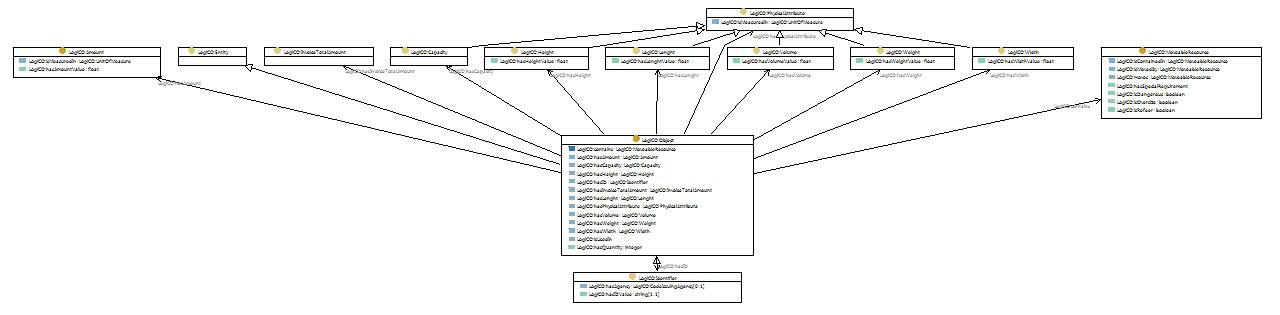 LogiCO:PhysicalAttribute
LogiCO:isMeasuredIn : LogiCO:UnitOfMeasure
LogiCO:hasPhysicalAttribute
LogiCO:Amount
LogiCO:isMeasuredIn : LogiCO:UnitOfMeasure
LogiCO:hasAmountValue : float
LogiCO:Entity
LogiCO:InvoiceTotalAmount
LogiCO:Capacity
LogiCO:Height
LogiCO:hasHeightValue : float
LogiCO:Lenght
LogiCO:hasLenghtValue : float
LogiCO:Volume
LogiCO:hasVolumeValue : float
LogiCO:Weight
LogiCO:hasWeightValue : float
LogiCO:Width
LogiCO:hasWidthValue : float
LogiCO:MoveableResource
LogiCO:isContainedIn : LogiCO:MoveableResource
LogiCO:isMovedBy : LogiCO:MoveableResource
LogiCO:moves : LogiCO:MoveableResource
LogiCO:hasSpecialRequirement
LogiCO:isDangerous : boolean
LogiCO:isOversize : boolean
LogiCO:isReefer : boolean
LogiCO:hasAmount
LogiCO:hasInvoiceTotalAmount
LogiCO:hasCapacity
LogiCO:hasHeight
LogiCO:hasLenght
LogiCO:hasVolume
LogiCO:hasWeight
LogiCO:hasWidth
LogiCO:contains
LogiCO:Object
LogiCO:contains : LogiCO:MoveableResource
LogiCO:hasAmount : LogiCO:Amount
LogiCO:hasCapacity : LogiCO:Capacity
LogiCO:hasHeight : LogiCO:Height
LogiCO:hasID : LogiCO:Identifier
LogiCO:hasInvoiceTotalAmount : LogiCO:InvoiceTotalAmount
LogiCO:hasLenght : LogiCO:Lenght
LogiCO:hasPhysicalAttribute : LogiCO:PhysicalAttribute
LogiCO:hasVolume : LogiCO:Volume
LogiCO:hasWeight : LogiCO:Weight
LogiCO:hasWidth : LogiCO:Width
LogiCO:isUsedIn
LogiCO:hasQuantity: integer
LogiCO:hasID
LogiCO:Identifier
LogiCO:hasAgency : LogiCO:CodeIssuingAgency[0..1]
LogiCO:hasIDValue : string[1..1]